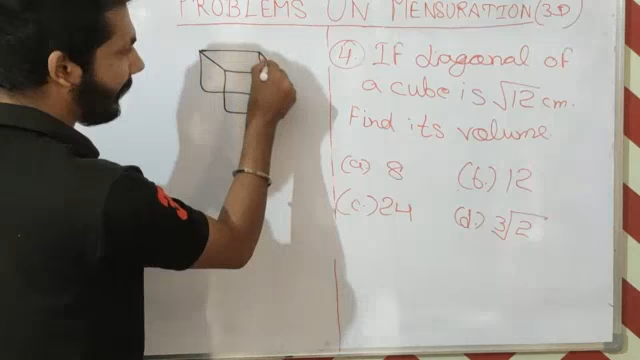 PROBLEMS ON MENSURATION (3D)
4. If diagonal of
a cube is √12 cm.
Find its volume.
(a) 8 (b.) 12
(c.) 24 (d.) 3√2